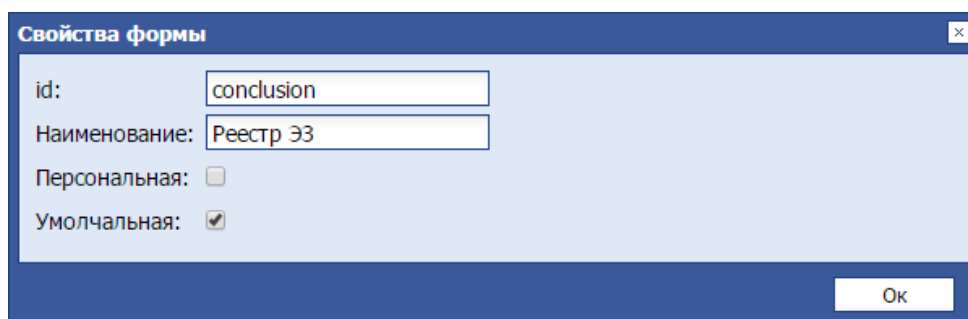 Свойства формы
id: conclusion
Наименование: Реестр ЭЗ
Персональная:
Умолчальная:
Ок